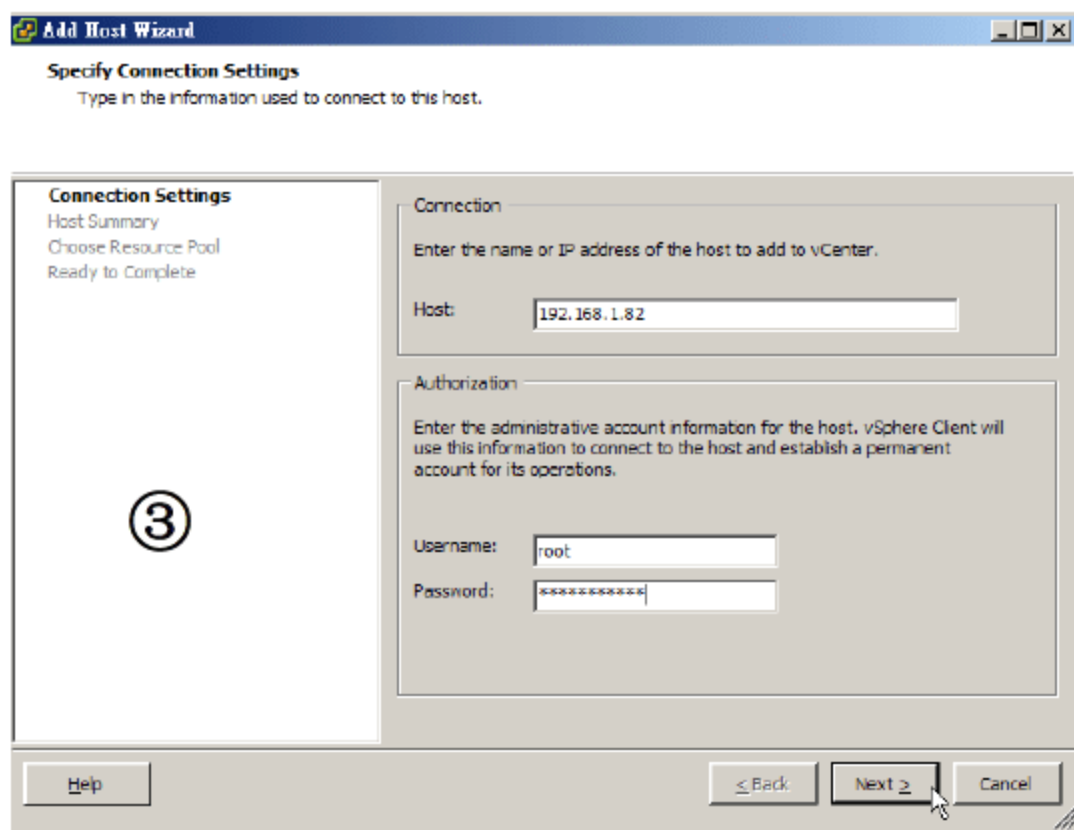 Add Host Wizard
Specify Connection Settings
Type in the information used to connect to this host.
Connection Settings
Host Summary
Choose Resource Pool
Ready to Complete
③
Connection
Enter the name or IP address of the host to add to vCenter.
Host: 192.168.1.82
Authorization
Enter the administrative account information for the host. vSphere Client will
use this information to connect to the host and establish a permanent
account for its operations.
Username: root
Password: ***********
Help
< Back
Next >
Cancel